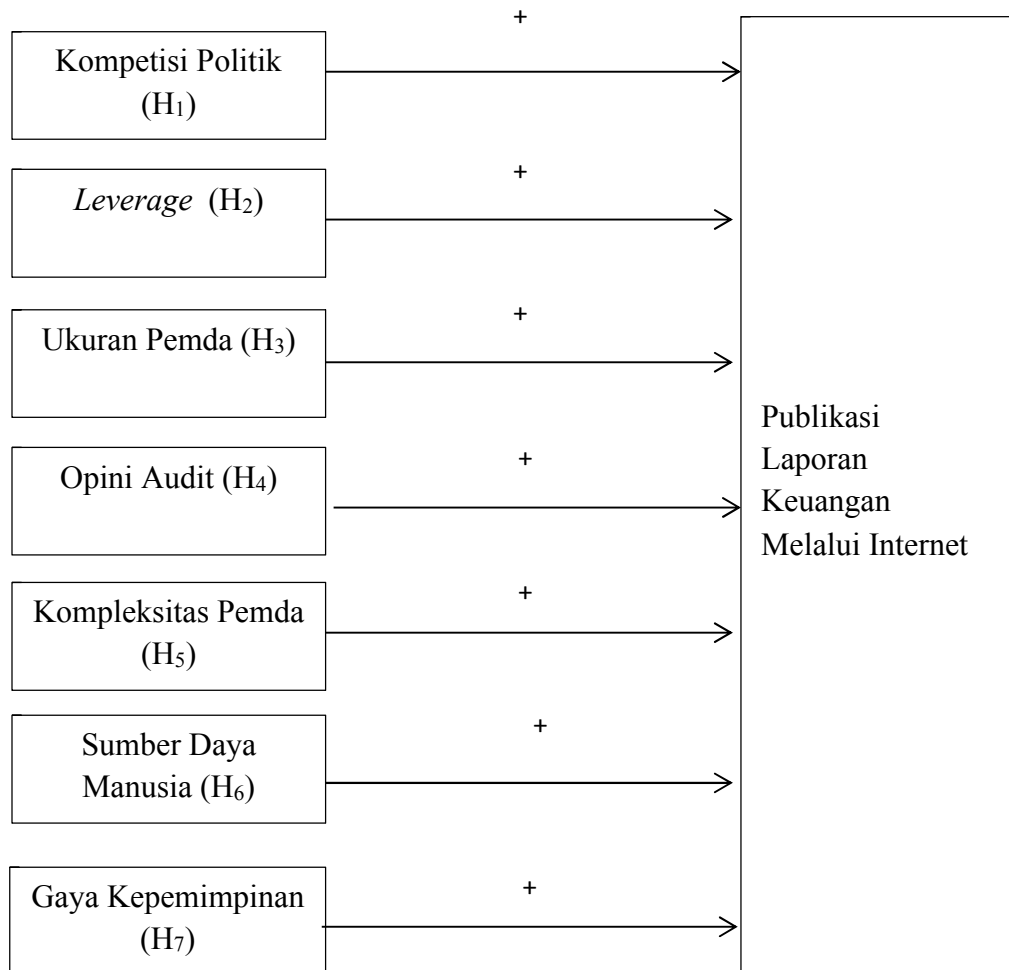 +
Kompetisi Politik
(H₁)
+
Leverage (H₂)
+
Ukuran Pemda (H₃)
Publikasi
Laporan
Keuangan
Melalui Internet
+
Opini Audit (H₄)
+
Kompleksitas Pemda
(H₅)
+
Sumber Daya
Manusia (H₆)
+
Gaya Kepemimpinan
(H₇)